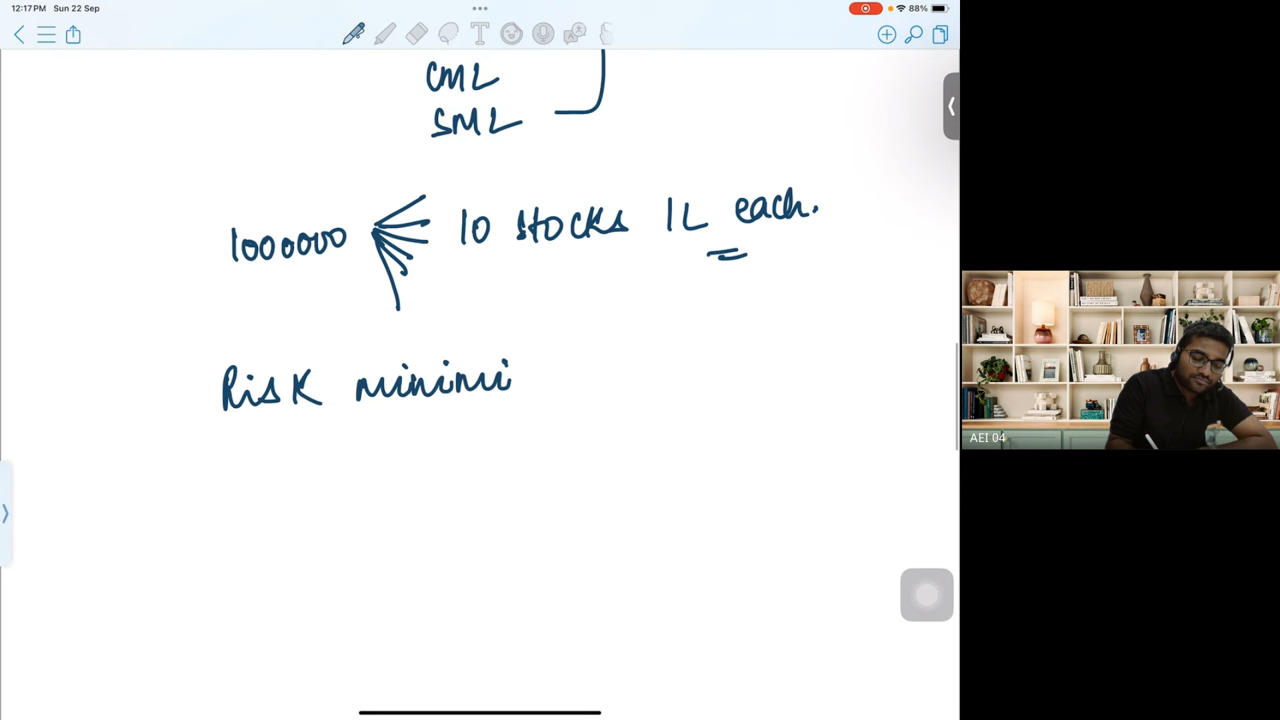 12:17 PM Sun 22 Sep
88%
CML
SML
1000000 10 stocks 1L each.
Risk minimi
AEI 04